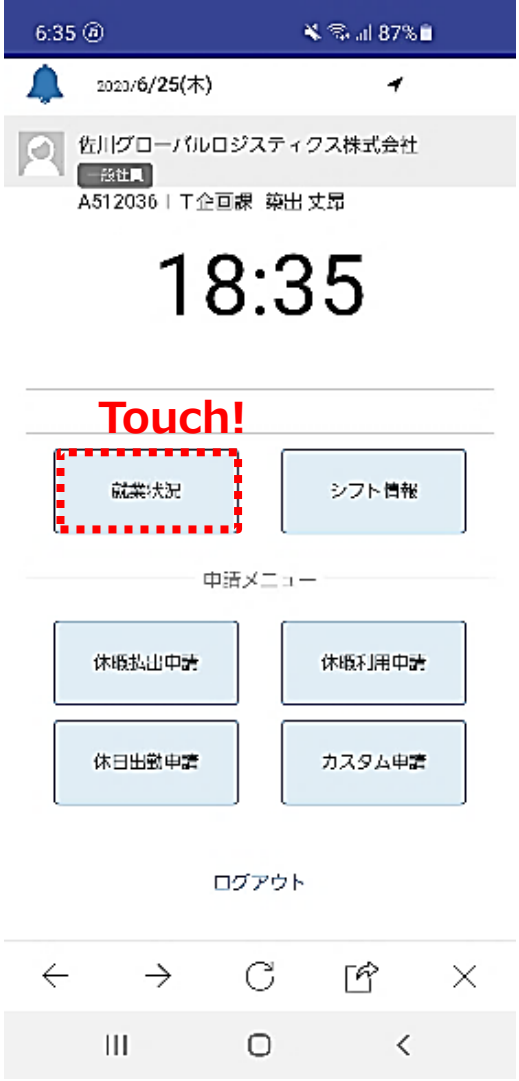 6:35
87%
2020/6/25(木)
佐川グローバルロジスティクス株式会社
一般社員
A512036 I T企画課 築出 丈昂
18:35
Touch!
就業状況
シフト情報
申請メニュー
休暇払出申請
休暇利用申請
休日出勤申請
カスタム申請
ログアウト